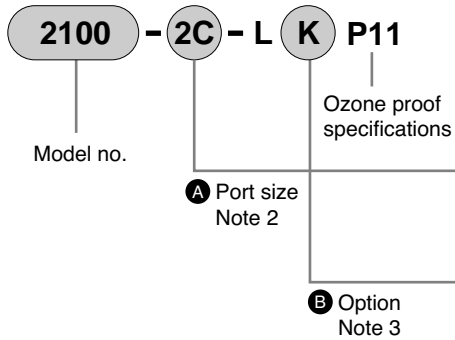 2100 - 2C - L K P11
Ozone proof
specifications
Model no.
A Port size
Note 2
B Option
Note 3